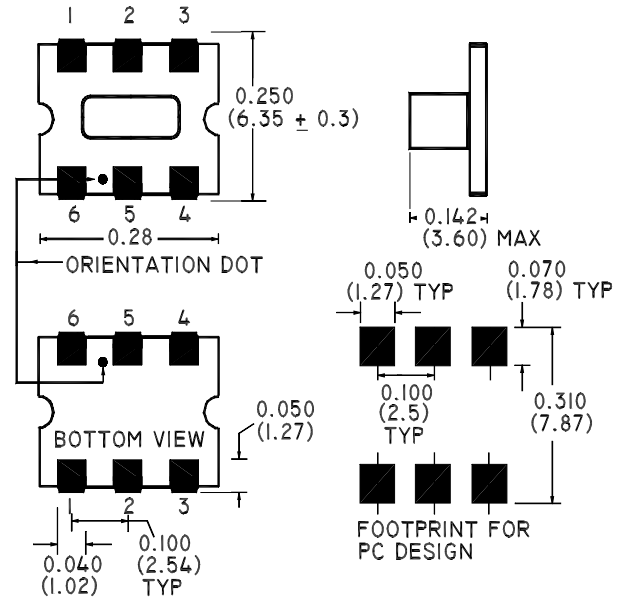 1 2 3
0.250
(6.35 ± 0.3)
6 5 4
0.28
ORIENTATION DOT
0.142
(3.60) MAX
0.050
(1.27) TYP
0.070
(1.78) TYP
6 5 4
0.100
(2.5)
TYP
0.310
(7.87)
0.050
(1.27)
BOTTOM VIEW
1 2 3
0.040
(1.02)
0.100
(2.54)
TYP
FOOTPRINT FOR
PC DESIGN